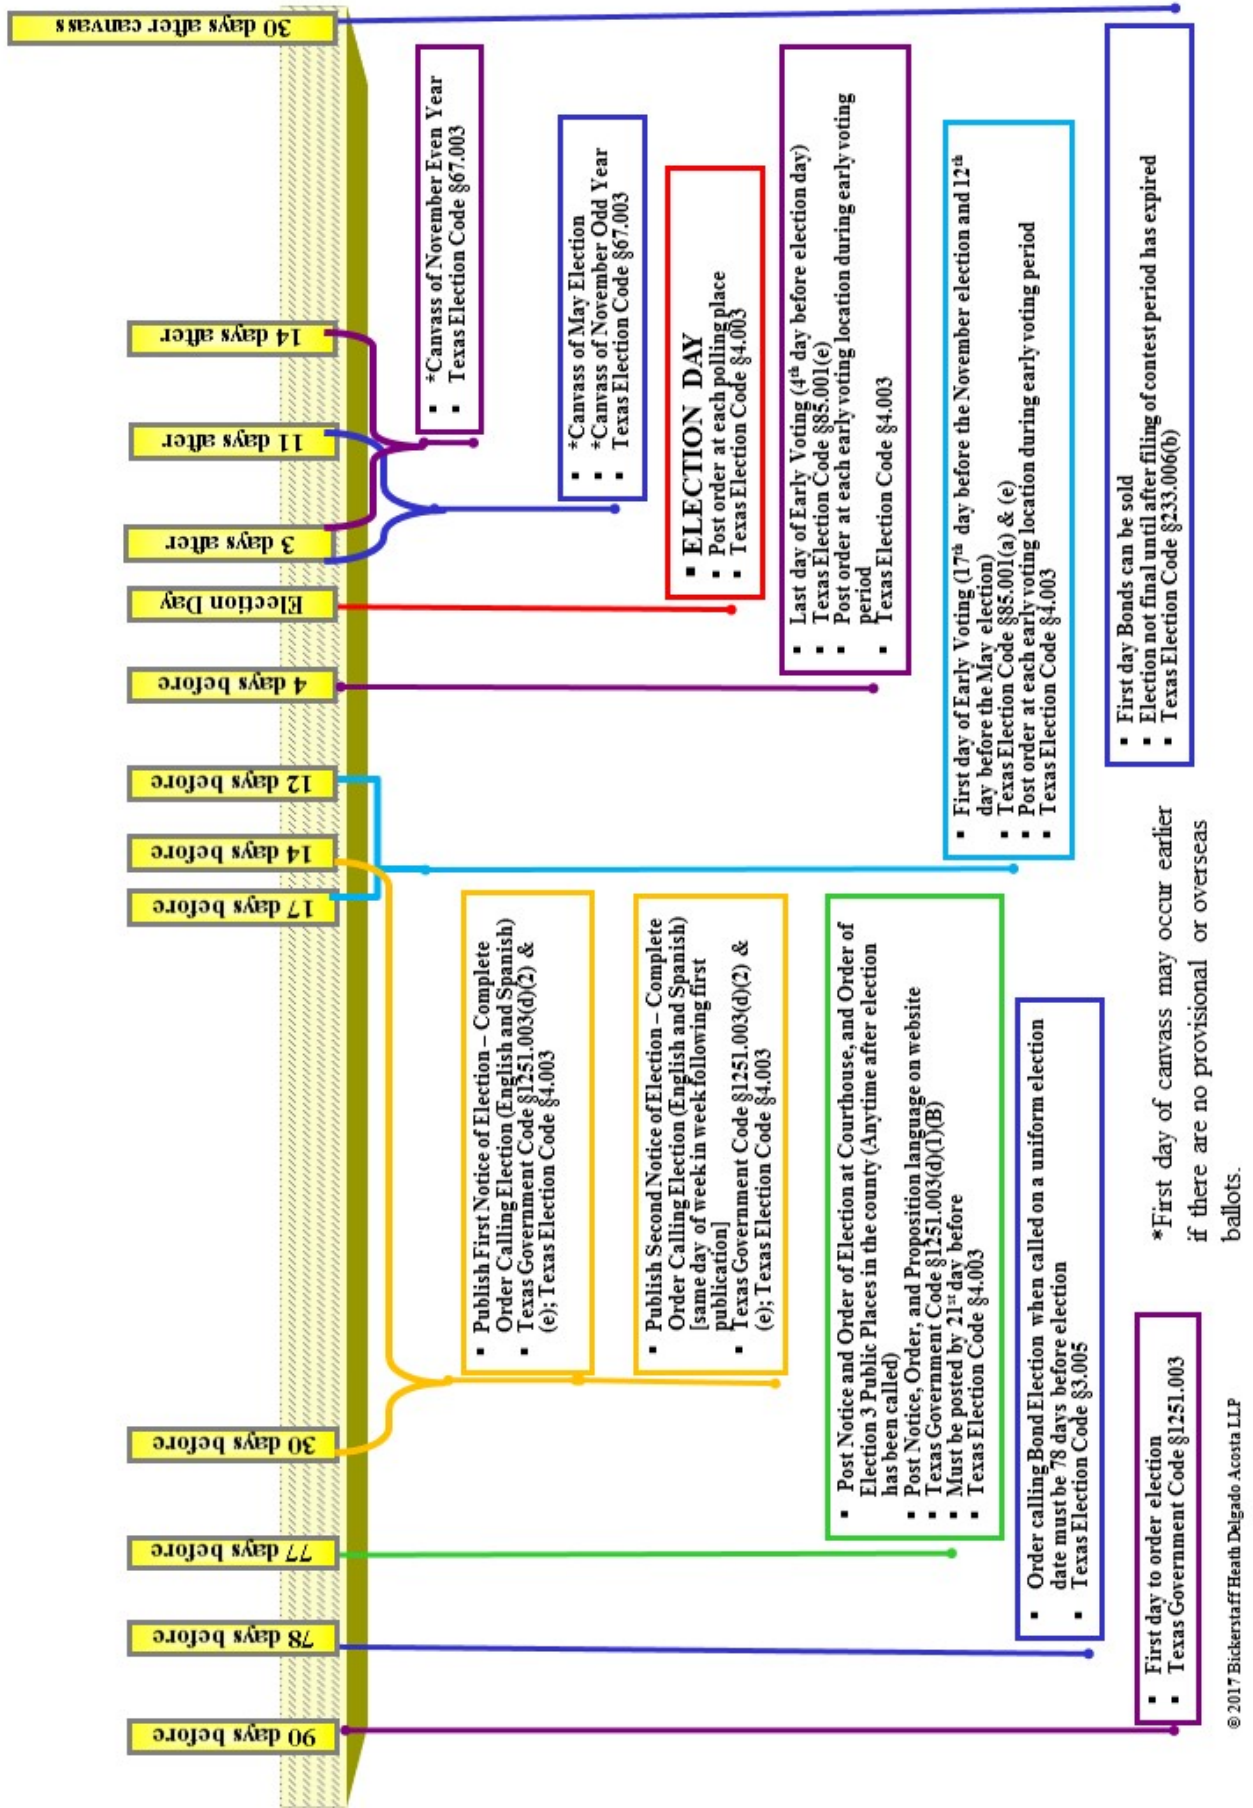 90 days before
78 days before
77 days before
30 days before
17 days before
14 days before
12 days before
4 days before
Election Day
3 days after
11 days after
14 days after
30 days after canvass
▪ *Canvass of November Even Year
▪ Texas Election Code §67.003
▪ *Canvass of May Election
▪ *Canvass of November Odd Year
▪ Texas Election Code §67.003
▪ ELECTION DAY
▪ Post order at each polling place
▪ Texas Election Code §4.003
▪ Last day of Early Voting (4th day before election day)
▪ Texas Election Code §85.001(e)
▪ Post order at each early voting location during early voting
period
▪ Texas Election Code §4.003
▪ First day of Early Voting (17th day before the November election and 12th
day before the May election)
▪ Texas Election Code §85.001(a) & (e)
▪ Post order at each early voting location during early voting period
▪ Texas Election Code §4.003
▪ First day Bonds can be sold
▪ Election not final until after filing of contest period has expired
▪ Texas Election Code §233.006(b)
▪ Publish First Notice of Election – Complete
Order Calling Election (English and Spanish)
▪ Texas Government Code §1251.003(d)(2) &
(e); Texas Election Code §4.003
▪ Publish Second Notice of Election – Complete
Order Calling Election (English and Spanish)
[same day of week in week following first
publication]
▪ Texas Government Code §1251.003(d)(2) &
(e); Texas Election Code §4.003
▪ Post Notice and Order of Election at Courthouse, and Order of
Election 3 Public Places in the county (Anytime after election
has been called)
▪ Post Notice, Order, and Proposition language on website
▪ Texas Government Code §1251.003(d)(1)(B)
▪ Must be posted by 21st day before
▪ Texas Election Code §4.003
▪ Order calling Bond Election when called on a uniform election
date must be 78 days before election
▪ Texas Election Code §3.005
▪ First day to order election
▪ Texas Government Code §1251.003
*First day of canvass may occur earlier
if there are no provisional or overseas
ballots.
© 2017 Bickerstaff Heath Delgado Acosta LLP